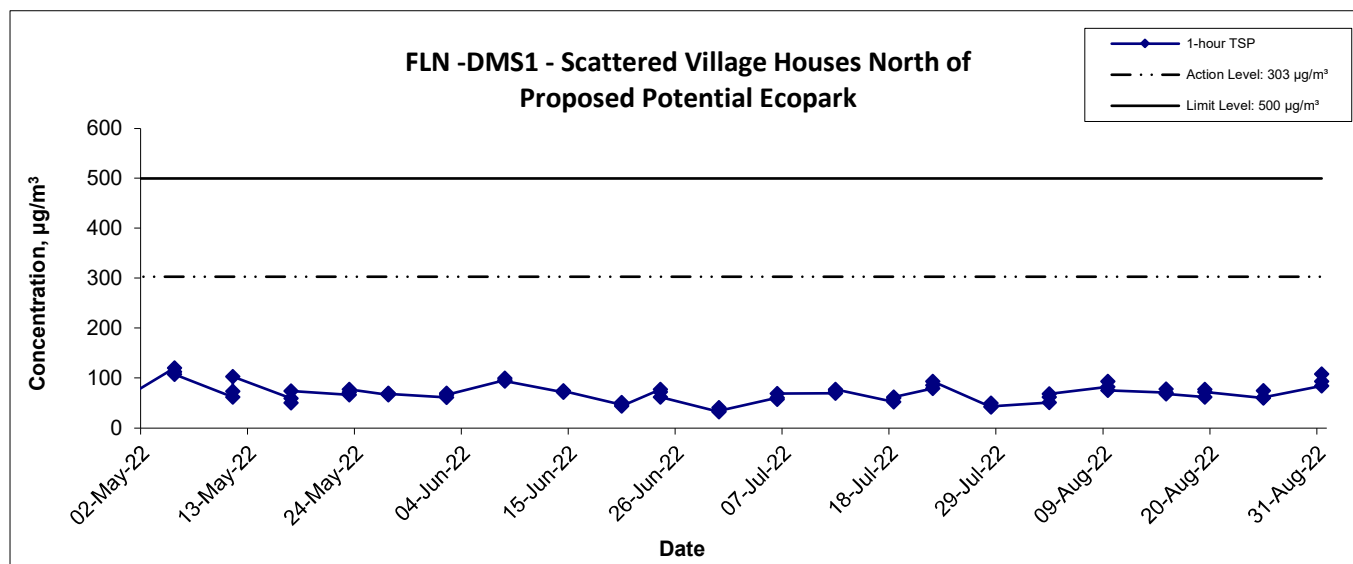 FLN -DMS1 - Scattered Village Houses North of
Proposed Potential Ecopark
1-hour TSP
Action Level: 303 µg/m³
Limit Level: 500 µg/m³
Concentration, µg/m³
600
500
400
300
200
100
0
02-May-22
13-May-22
24-May-22
04-Jun-22
15-Jun-22
26-Jun-22
07-Jul-22
18-Jul-22
29-Jul-22
09-Aug-22
20-Aug-22
31-Aug-22
Date